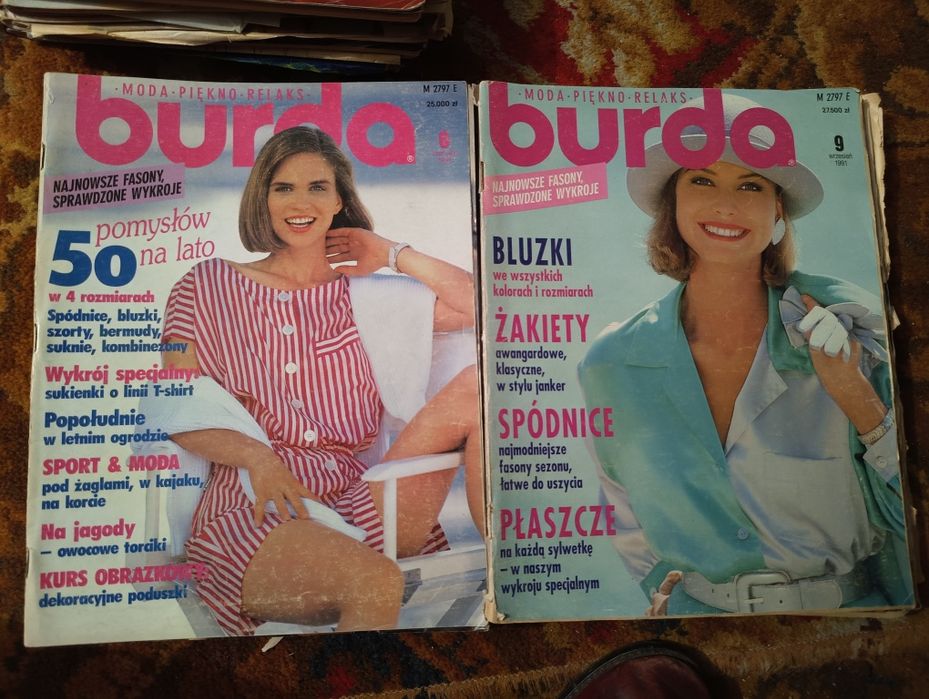 ·MODA·PIĘKNO·RELAKS·
M 2797 E
25.000 zł
burda
6
NAJNOWSZE FASONY,
SPRAWDZONE WYKROJE
50 pomysłów
na lato
w 4 rozmiarach
Spódnice, bluzki,
szorty, bermudy,
suknie, kombinezony
Wykrój specjalny:
sukienki o linii T-shirt
Popołudnie
w letnim ogrodzie
SPORT & MODA
pod żaglami, w kajaku,
na korcie
Na jagody
– owocowe torciki
KURS OBRAZKOWY:
dekoracyjne poduszki
·MODA·PIĘKNO·RELAKS·
M 2797 E
27.500 zł
burda
9
wrzesień
1991
NAJNOWSZE FASONY,
SPRAWDZONE WYKROJE
BLUZKI
we wszystkich
kolorach i rozmiarach
ŻAKIETY
awangardowe,
klasyczne,
w stylu janker
SPÓDNICE
najmodniejsze
fasony sezonu,
łatwe do uszycia
PŁASZCZE
na każdą sylwetkę
– w naszym
wykroju specjalnym